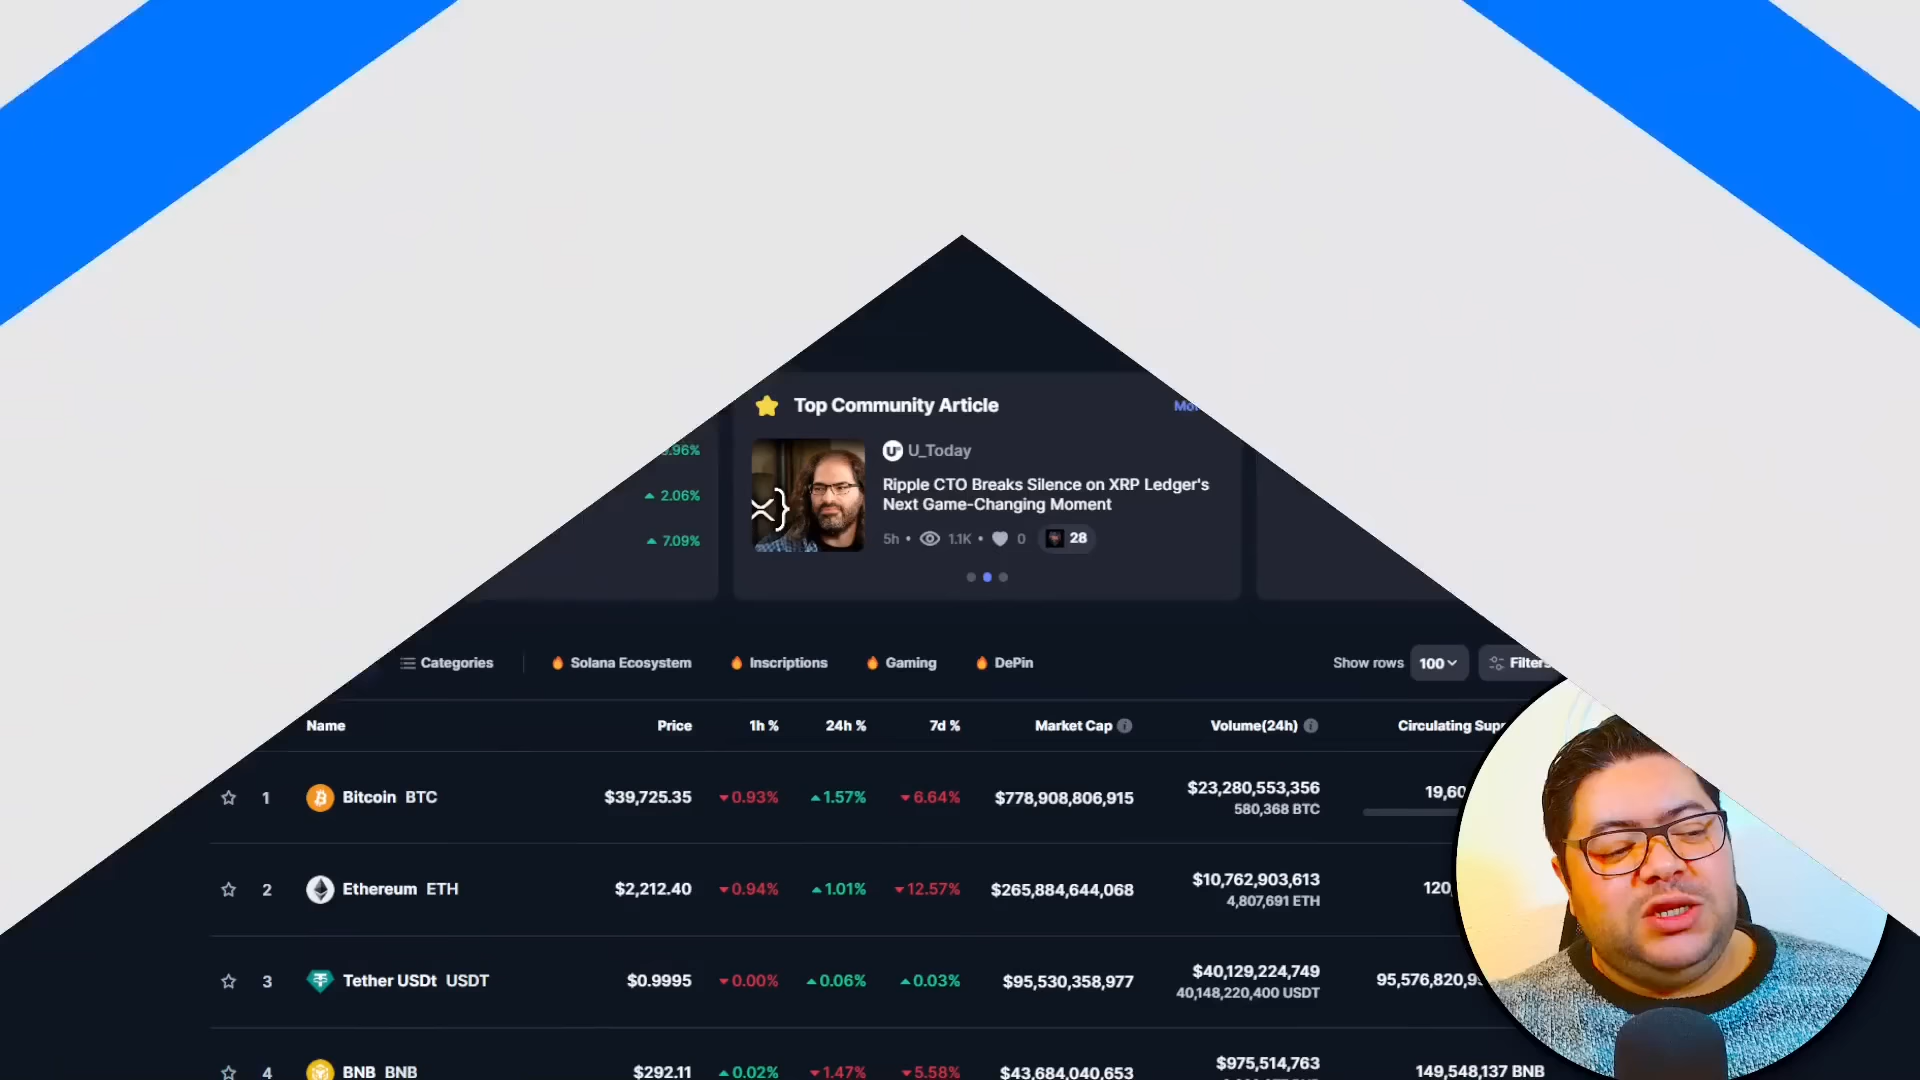 Top Community Article
9.96%
U_Today
2.06%
Ripple CTO Breaks Silence on XRP Ledger's
Next Game-Changing Moment
7.09%
5h • 1.1K • 0 28
Categories Solana Ecosystem Inscriptions Gaming DePin Show rows 100 Filters
Name Price 1h % 24h % 7d % Market Cap Volume(24h) Circulating
1 Bitcoin BTC $39,725.35 0.93% 1.57% 6.64% $778,908,806,915 $23,280,553,356
580,368 BTC
2 Ethereum ETH $2,212.40 0.94% 1.01% 12.57% $265,884,644,068 $10,762,903,613
4,807,691 ETH
3 Tether USDt USDT $0.9995 0.00% 0.06% 0.03% $95,530,358,977 $40,129,224,749
40,148,220,400 USDT
4 BNB BNB $292.11 0.02% 1.47% 5.58% $43,684,040,653 $975,514,763 149,548,137 BNB